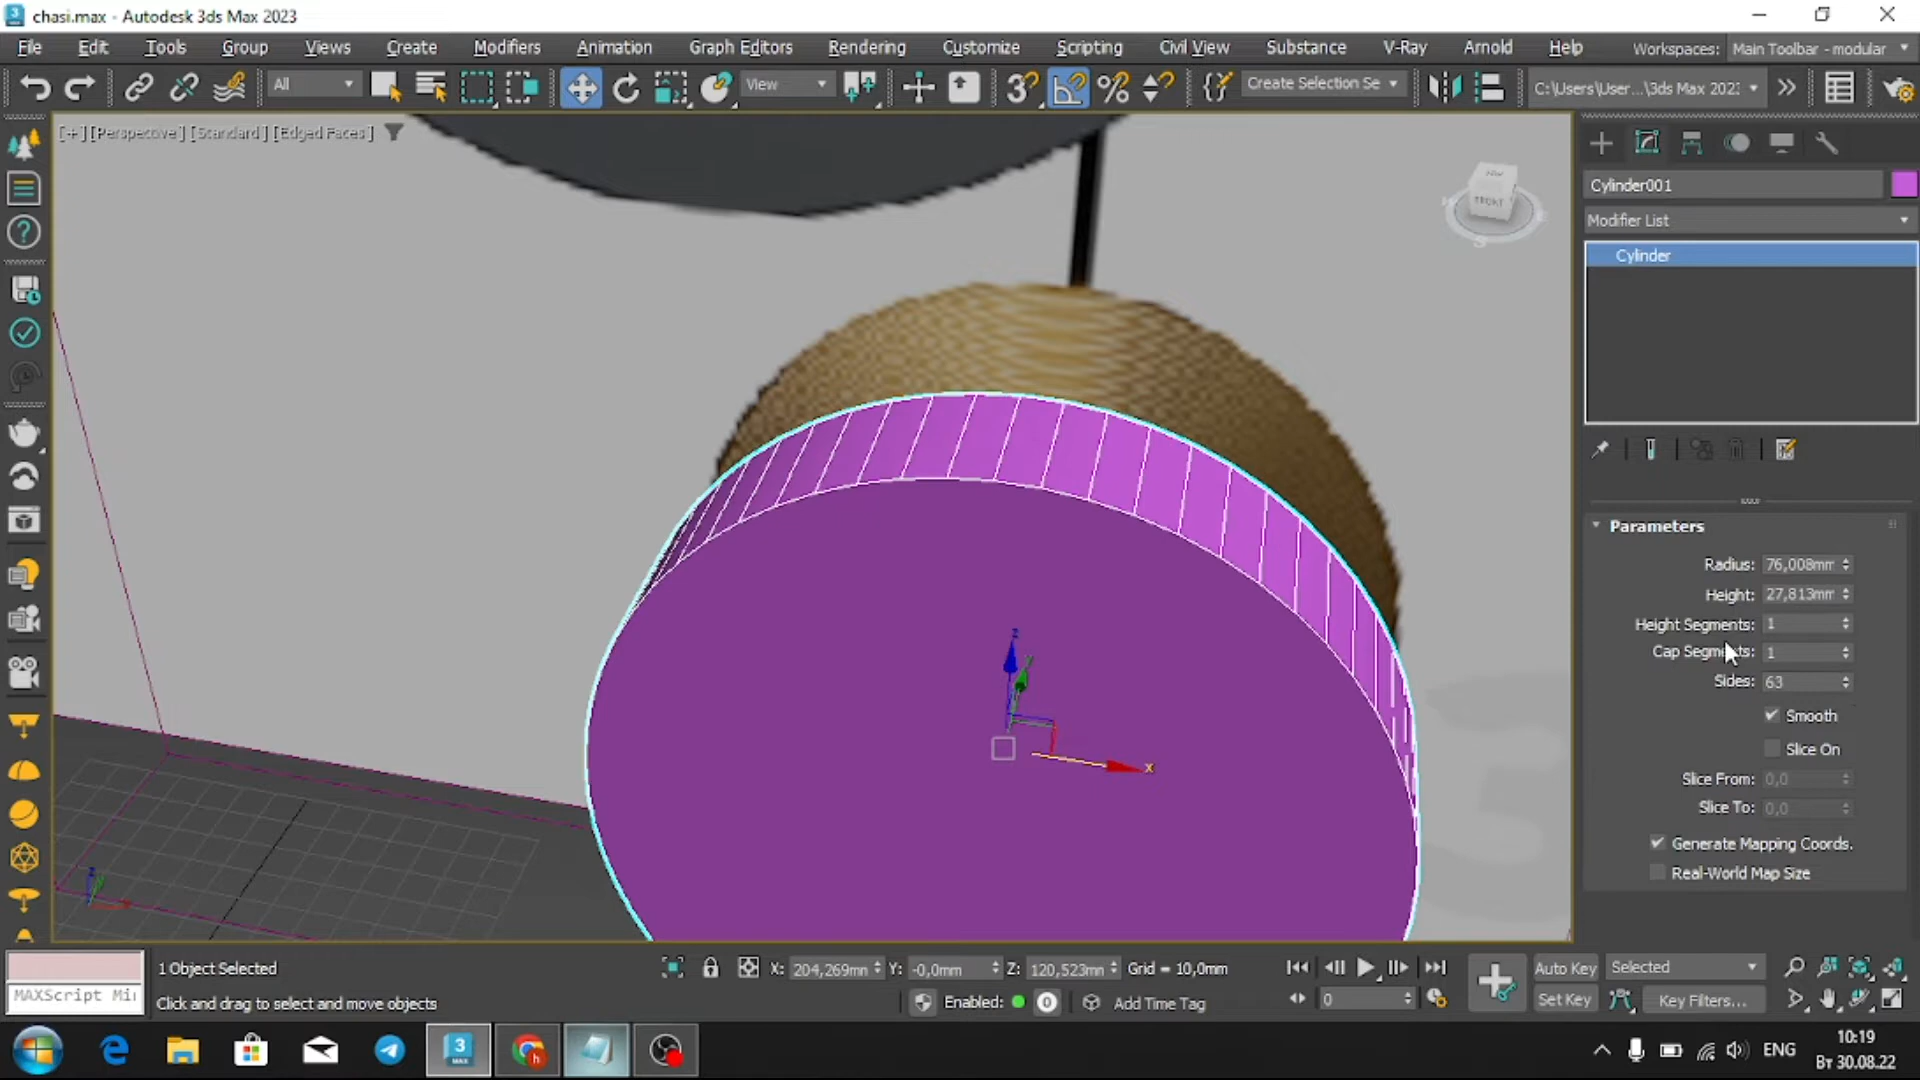 chasi.max - Autodesk 3ds Max 2023
File Edit Tools Group Views Create Modifiers Animation Graph Editors Rendering Customize Scripting Civil View Substance V-Ray Arnold Help Workspaces: Main Toolbar - modular
All View Create Selection Se C:\Users\User...\3ds Max 202:
[+] [Perspective] [Standard] [Edged Faces]
FRONT
S
Cylinder001
Modifier List
Cylinder
Parameters
Radius: 76,008mm
Height: 27,813mm
Height Segments: 1
Cap Segments: 1
Sides: 63
Smooth
Slice On
Slice From: 0,0
Slice To: 0,0
Generate Mapping Coords.
Real-World Map Size
z
x
z
1 Object Selected X: 204,269mm Y: -0,0mm Z: 120,523mm Grid = 10,0mm Auto Key Selected
MAXScript Mi Click and drag to select and move objects Enabled: 0 Add Time Tag 0 Set Key Key Filters...
3
MAX
h
ENG
10:19
Вт 30.08.22